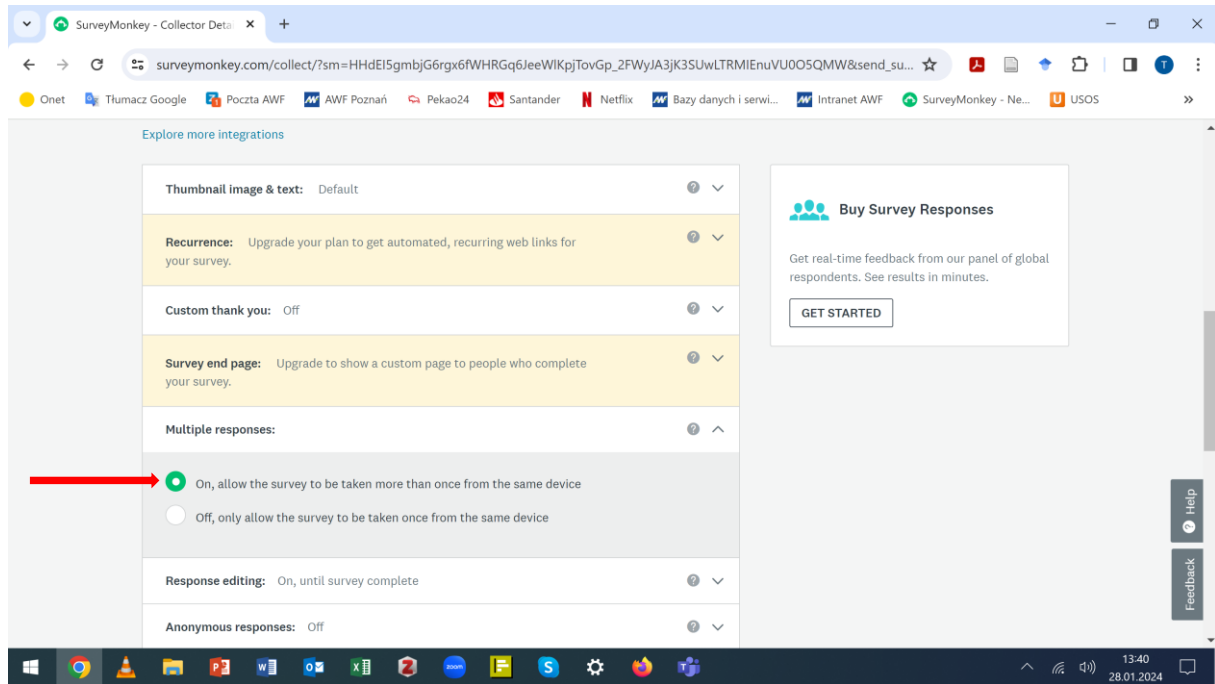 SurveyMonkey - Collector Deta
surveymonkey.com/collect/?sm=HHdEI5gmbjG6rgx6fWHRGq6JeeWlKpjTovGp_2FWyJA3jK3SUwLTRMIEnuVU0O5QMW&send_su...
T
Onet Tłumacz Google Poczta AWF AWF Poznań Pekao24 Santander Netflix Bazy danych i serwi... Intranet AWF SurveyMonkey - Ne... USOS
Explore more integrations
Thumbnail image & text: Default
Recurrence: Upgrade your plan to get automated, recurring web links for
your survey.
Custom thank you: Off
Survey end page: Upgrade to show a custom page to people who complete
your survey.
Multiple responses:
On, allow the survey to be taken more than once from the same device
Off, only allow the survey to be taken once from the same device
Response editing: On, until survey complete
Anonymous responses: Off
Buy Survey Responses
Get real-time feedback from our panel of global
respondents. See results in minutes.
GET STARTED
Help
Feedback
zoom
13:40
28.01.2024